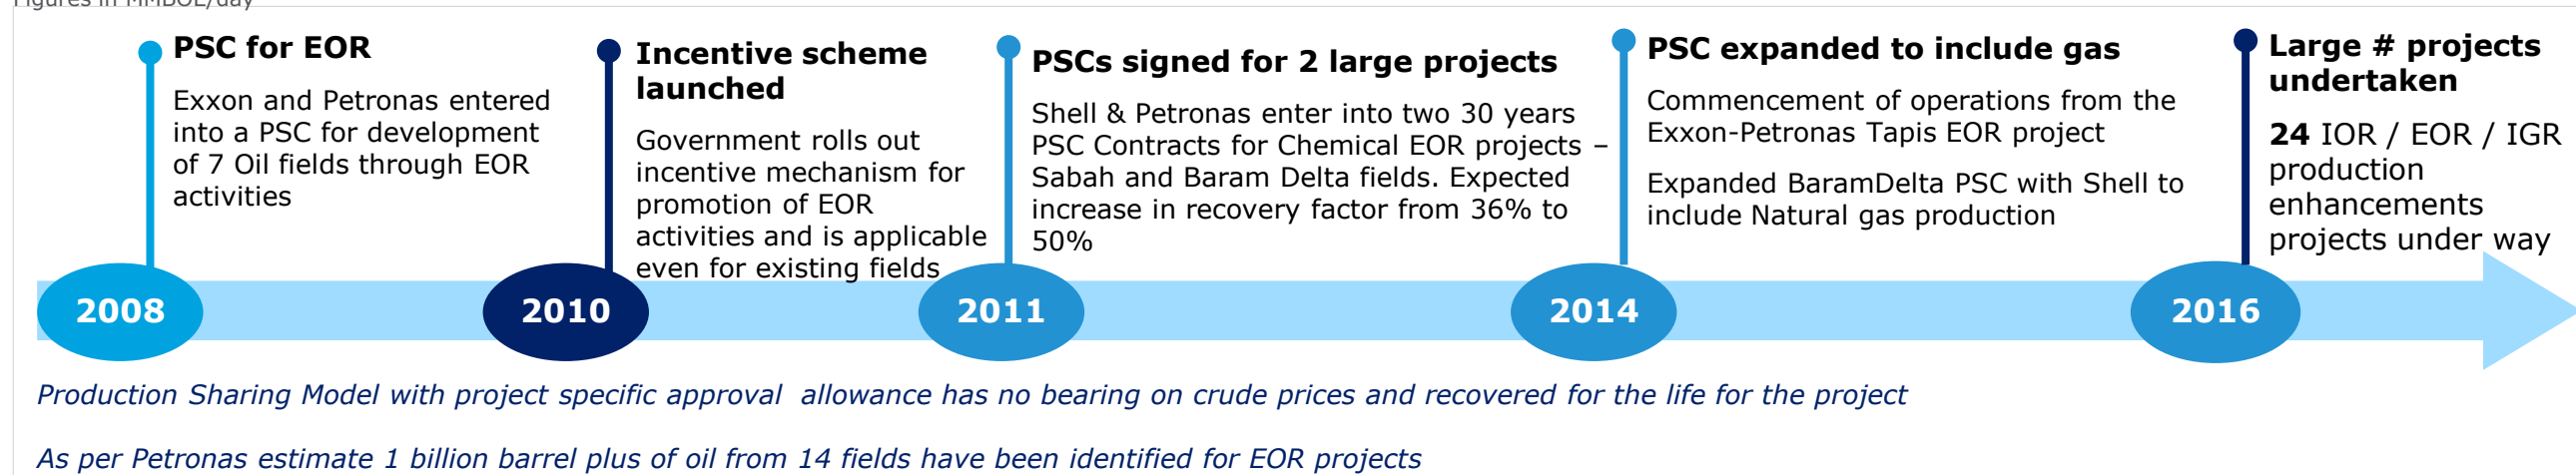 Figures in MMBOE/day
PSC for EOR
Exxon and Petronas entered
into a PSC for development
of 7 Oil fields through EOR
activities
Incentive scheme
launched
Government rolls out
incentive mechanism for
promotion of EOR
activities and is applicable
even for existing fields
PSCs signed for 2 large projects
Shell & Petronas enter into two 30 years
PSC Contracts for Chemical EOR projects –
Sabah and Baram Delta fields. Expected
increase in recovery factor from 36% to
50%
PSC expanded to include gas
Commencement of operations from the
Exxon-Petronas Tapis EOR project
Expanded BaramDelta PSC with Shell to
include Natural gas production
Large # projects
undertaken
24 IOR / EOR / IGR
production
enhancements
projects under way
2008
2010
2011
2014
2016
Production Sharing Model with project specific approval  allowance has no bearing on crude prices and recovered for the life for the project
As per Petronas estimate 1 billion barrel plus of oil from 14 fields have been identified for EOR projects